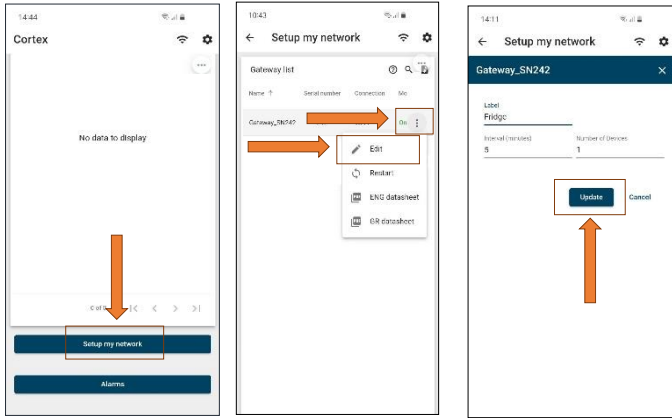 14:44
Cortex
No data to display
Setup my network
Alarms
10:43
Setup my network
Gateway list
Name ↑ Serial number Connection Mo
Gateway_SN242 On
Edit
Restart
ENG datasheet
GR datasheet
14:11
Setup my network
Gateway_SN242
Label
Fridge
Interval (minutes) Number of Devices
5 1
Update Cancel